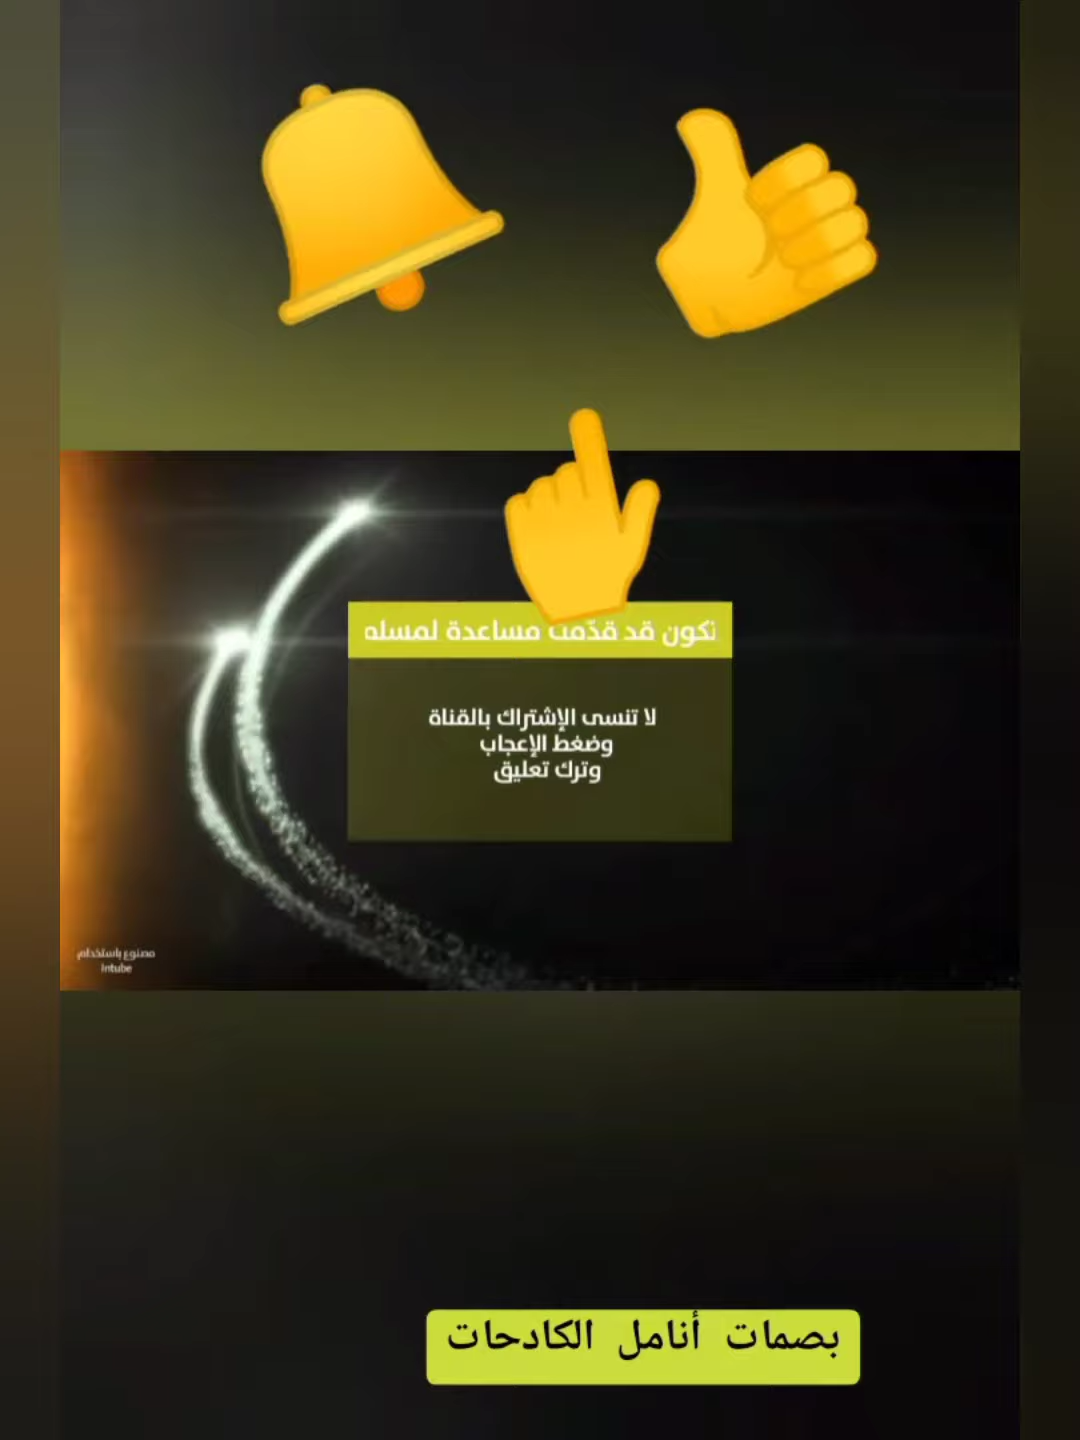 نكون قد قدّمت مساعدة لمسلم
لا تنسى الإشتراك بالقناة
وضغط الإعجاب
وترك تعليق
مصنوع باستخدام
intube
بصمات أنامل الكادحات